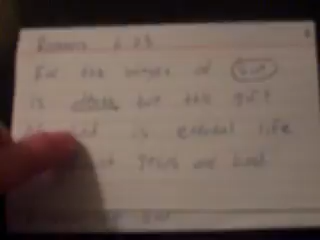 Romans 6 23
For the wages of sin
is death but the gift
of God is eternal life
Jesus our Lord